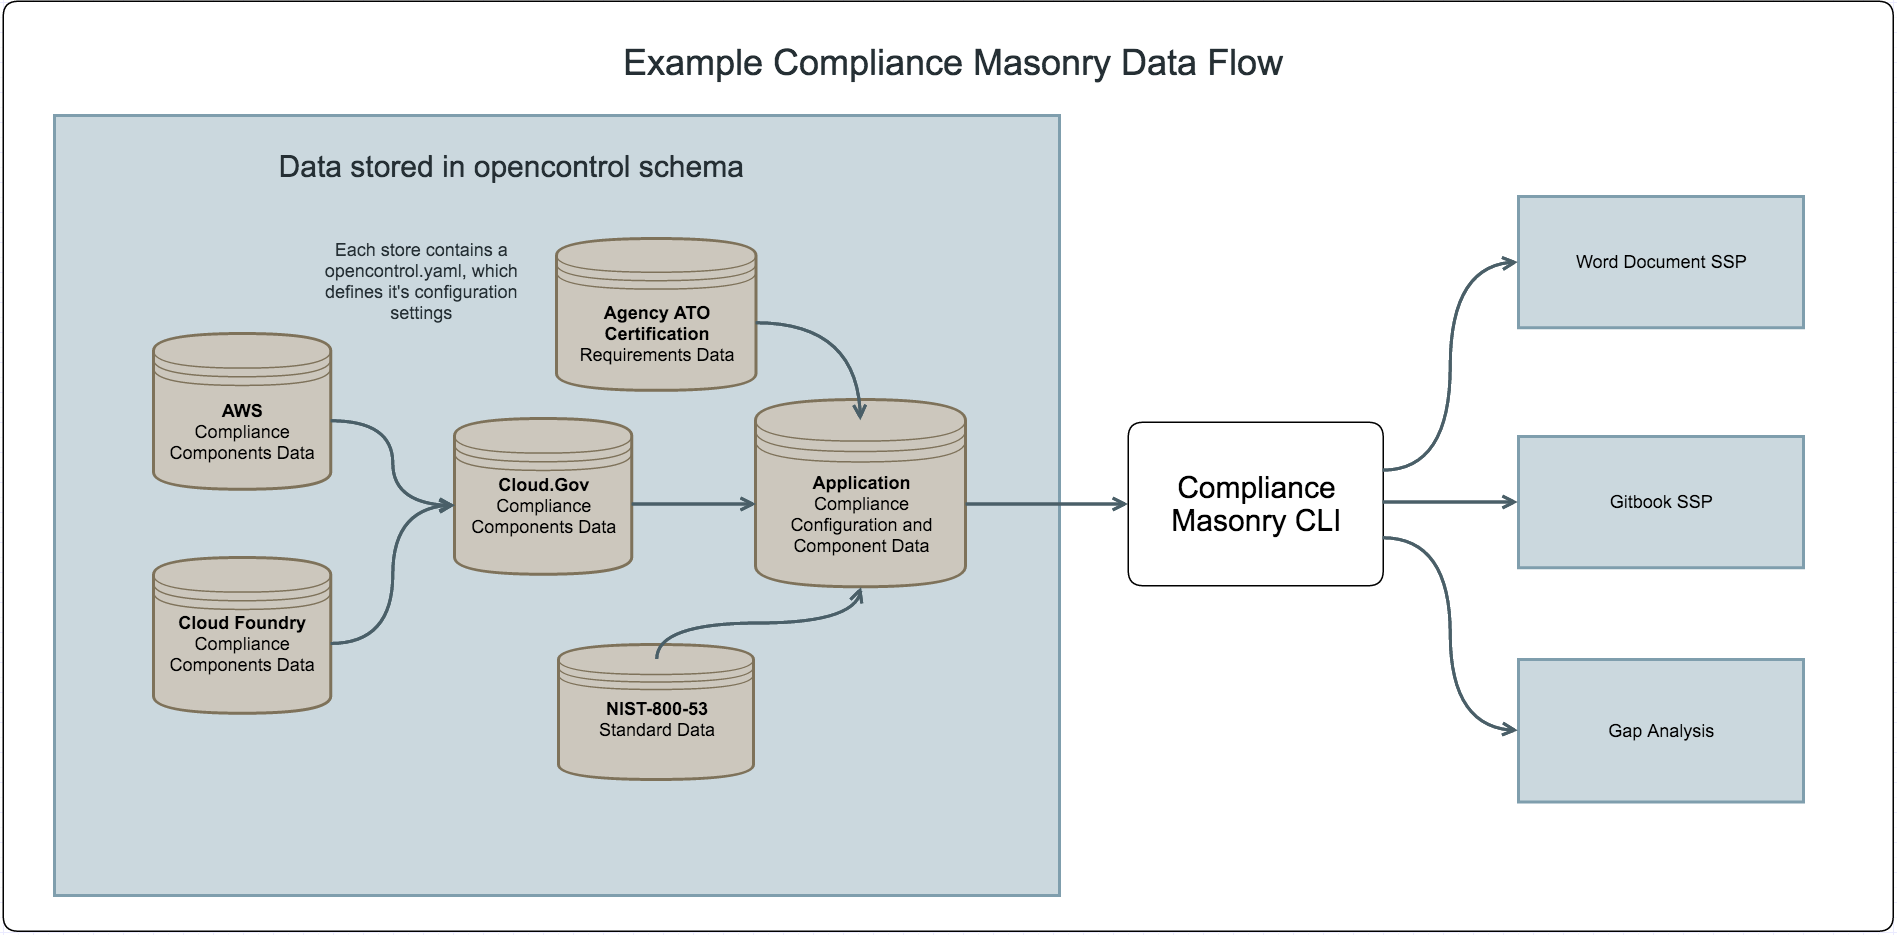 Example Compliance Masonry Data Flow
Data stored in opencontrol schema
Each store contains a
opencontrol.yaml, which
defines it's configuration
settings
Agency ATO
Certification
Requirements Data
AWS
Compliance
Components Data
Cloud.Gov
Compliance
Components Data
Application
Compliance
Configuration and
Component Data
Cloud Foundry
Compliance
Components Data
NIST-800-53
Standard Data
Compliance
Masonry CLI
Word Document SSP
Gitbook SSP
Gap Analysis